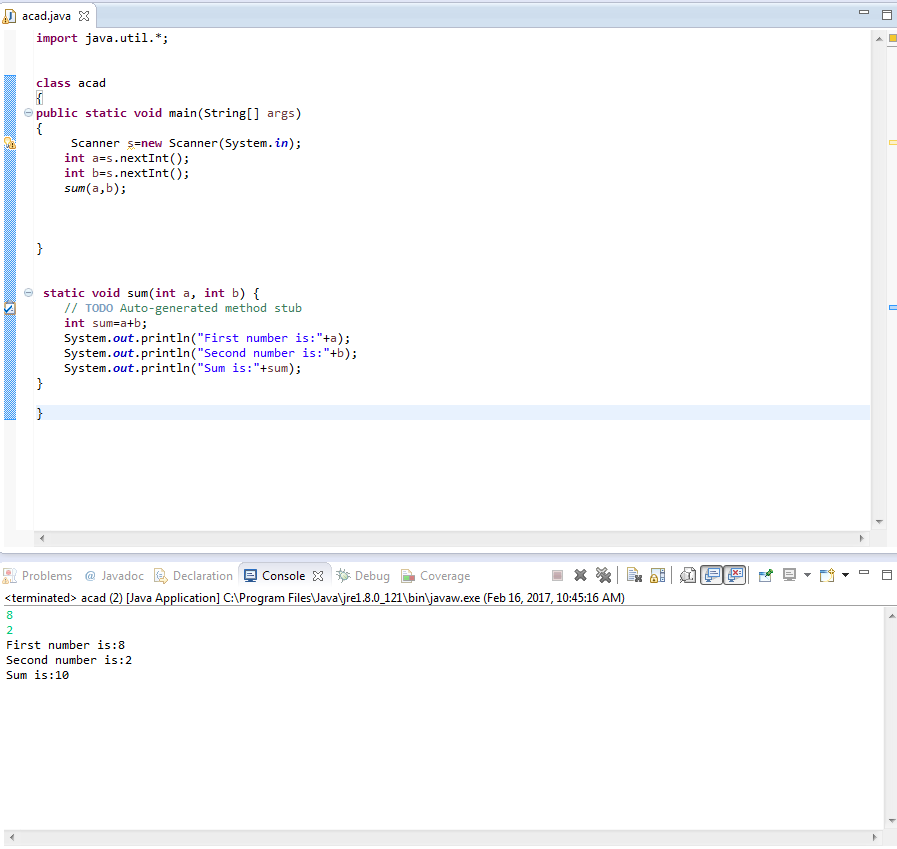 acad.java
import java.util.*;
class acad
{
public static void main(String[] args)
{
Scanner s=new Scanner(System.in);
int a=s.nextInt();
int b=s.nextInt();
sum(a,b);
}
static void sum(int a, int b) {
// TODO Auto-generated method stub
int sum=a+b;
System.out.println("First number is:"+a);
System.out.println("Second number is:"+b);
System.out.println("Sum is:"+sum);
}
}
Problems @ Javadoc Declaration Console Debug Coverage
<terminated> acad (2) [Java Application] C:\Program Files\Java\jre1.8.0_121\bin\javaw.exe (Feb 16, 2017, 10:45:16 AM)
8
2
First number is:8
Second number is:2
Sum is:10